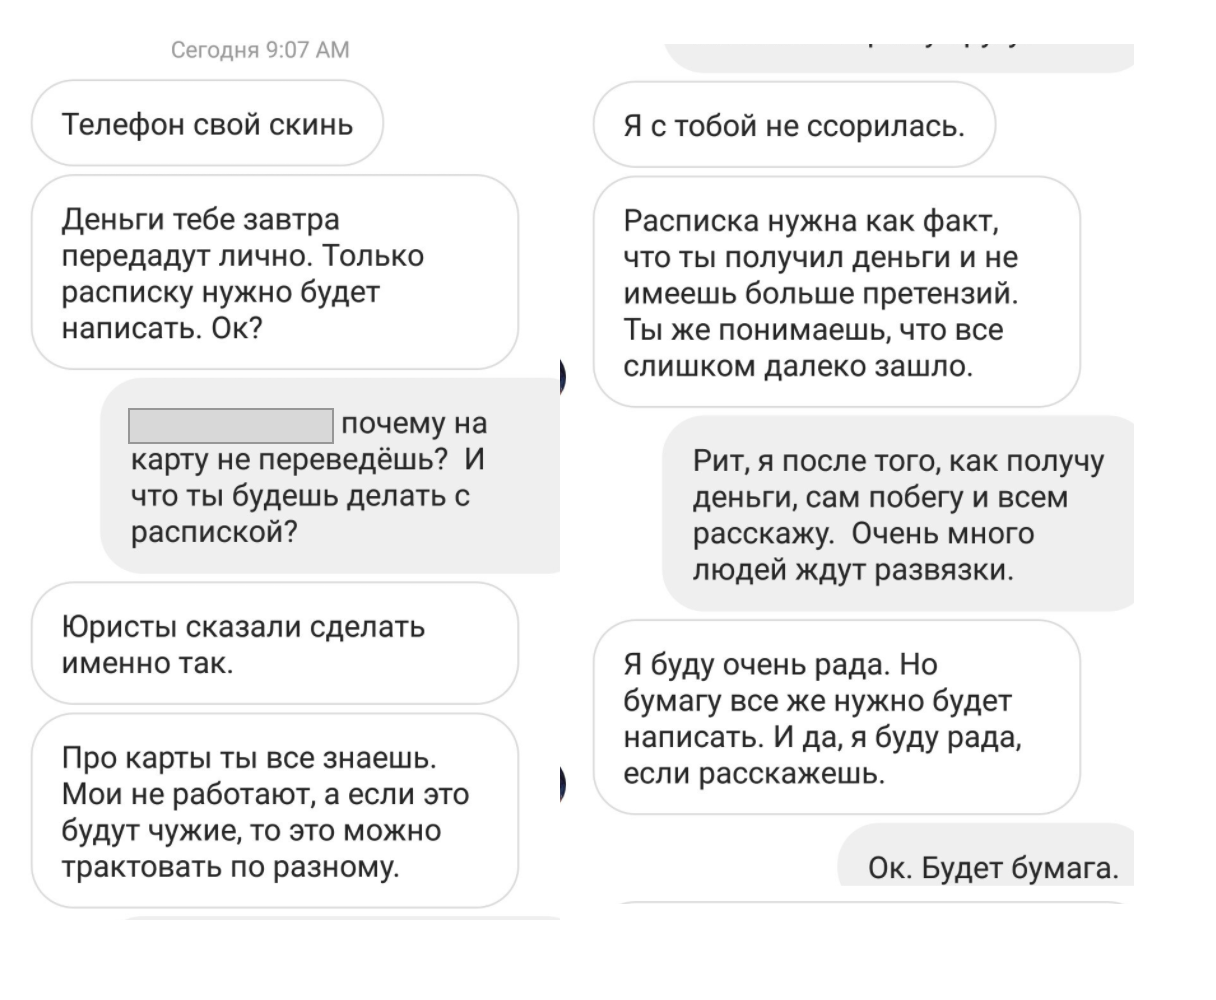 Сегодня 9:07 AM
Телефон свой скинь
Деньги тебе завтра
передадут лично. Только
расписку нужно будет
написать. Ок?
почему на
карту не переведёшь? И
что ты будешь делать с
распиской?
Юристы сказали сделать
именно так.
Про карты ты все знаешь.
Мои не работают, а если это
будут чужие, то это можно
трактовать по разному.
Я с тобой не ссорилась.
Расписка нужна как факт,
что ты получил деньги и не
имеешь больше претензий.
Ты же понимаешь, что все
слишком далеко зашло.
Рит, я после того, как получу
деньги, сам побегу и всем
расскажу. Очень много
людей ждут развязки.
Я буду очень рада. Но
бумагу все же нужно будет
написать. И да, я буду рада,
если расскажешь.
Ок. Будет бумага.